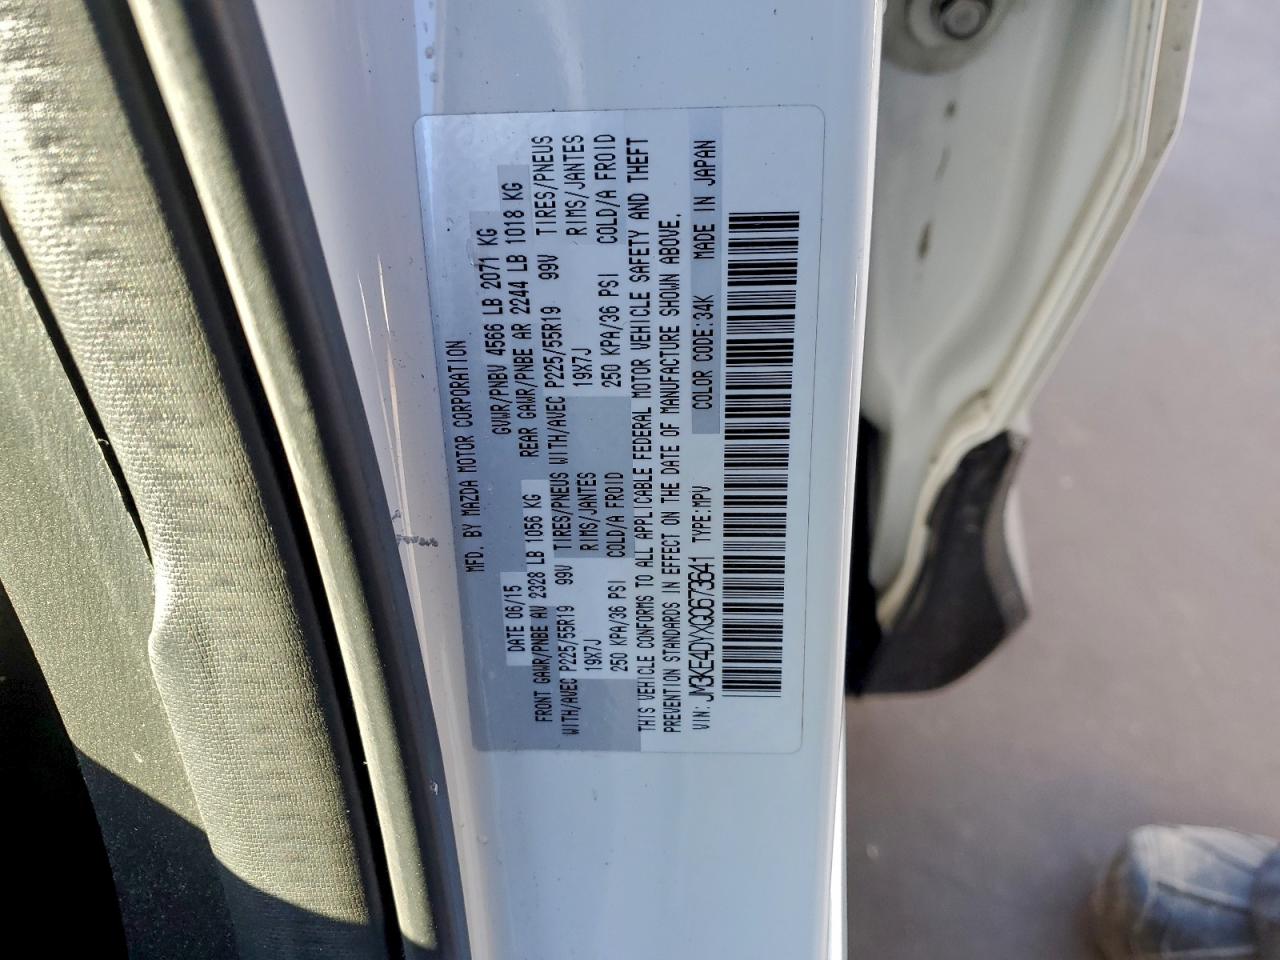 MFD. BY MAZDA MOTOR CORPORATION
DATE 06/15 GVWR/PNBV 4566 LB 2071 KG
FRONT GAWR/PNBE AV 2328 LB 1056 KG REAR GAWR/PNBE AR 2244 LB 1018 KG
WITH/AVEC P225/55R19 99V TIRES/PNEUS WITH/AVEC P225/55R19 99V TIRES/PNEUS
19X7J RIMS/JANTES 19X7J RIMS/JANTES
250 KPA/36 PSI COLD/A FROID 250 KPA/36 PSI COLD/A FROID
THIS VEHICLE CONFORMS TO ALL APPLICABLE FEDERAL MOTOR VEHICLE SAFETY AND THEFT
PREVENTION STANDARDS IN EFFECT ON THE DATE OF MANUFACTURE SHOWN ABOVE.
VIN: JM3KE4DYXG0673641 TYPE:MPV COLOR CODE:34K MADE IN JAPAN